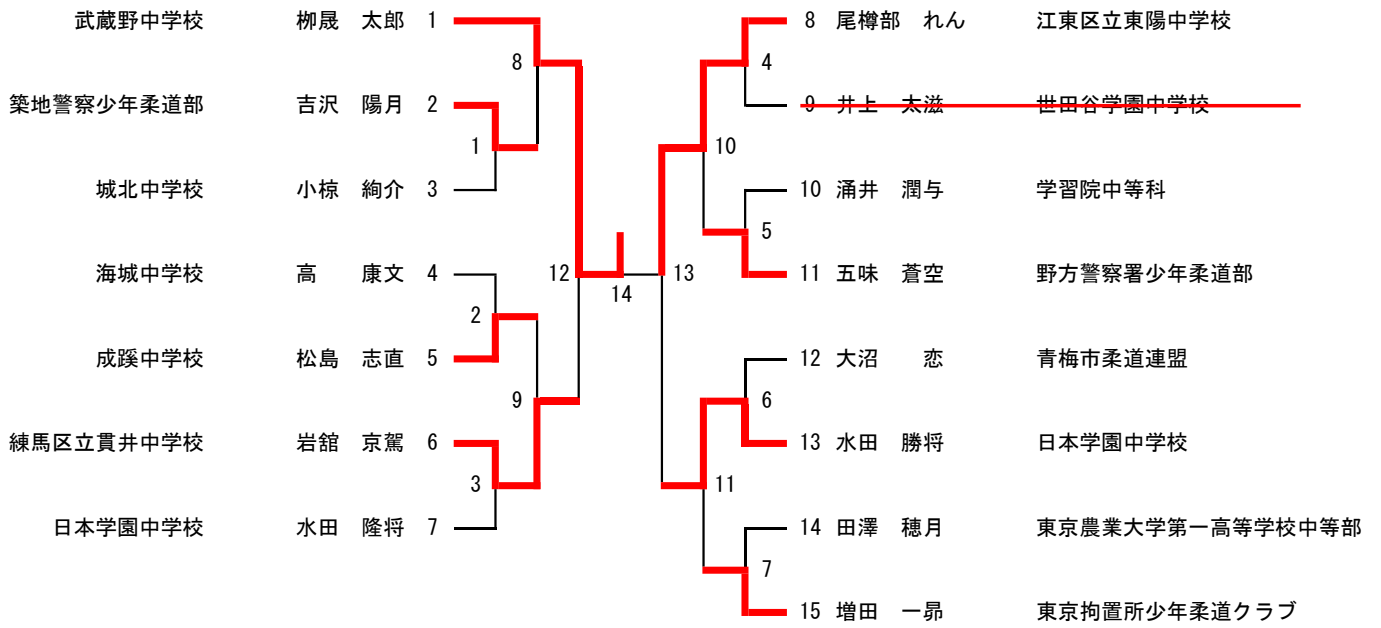 武蔵野中学校 栁晟 太郎 1
8
築地警察少年柔道部 吉沢 陽月 2
1
城北中学校 小椋 絢介 3
海城中学校 高 康文 4
12
2
成蹊中学校 松島 志直 5
9
練馬区立貫井中学校 岩舘 京駕 6
3
日本学園中学校 水田 隆将 7
14
8 尾樽部 れん 江東区立東陽中学校
4
9 井上 太滋 世田谷学園中学校
10
10 涌井 潤与 学習院中等科
5
13
11 五味 蒼空 野方警察署少年柔道部
12 大沼 恋 青梅市柔道連盟
6
13 水田 勝将 日本学園中学校
11
14 田澤 穂月 東京農業大学第一高等学校中等部
7
15 増田 一昴 東京拘置所少年柔道クラブ